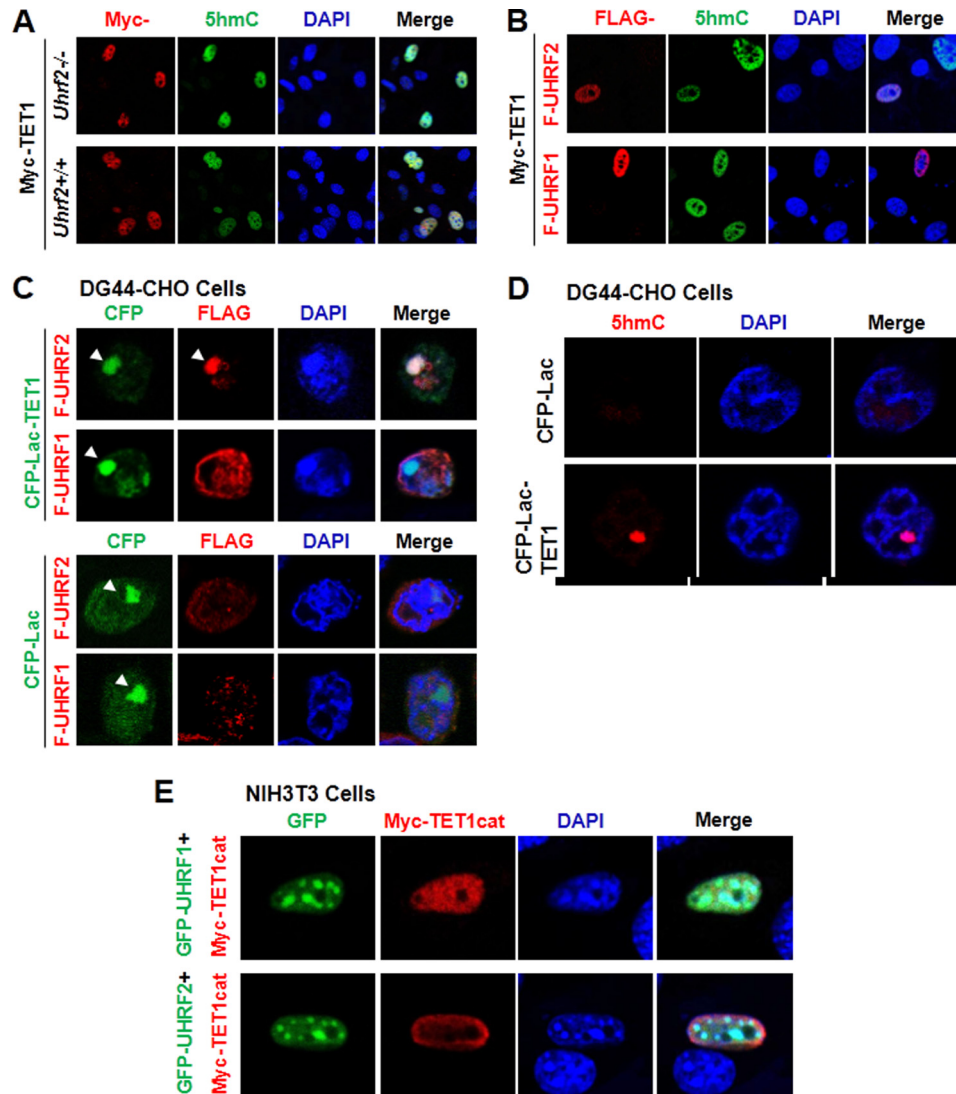 A
Myc- 5hmC DAPI Merge
Myc-TET1
Uhrf2-/-
Uhrf2+/+
B
FLAG- 5hmC DAPI Merge
Myc-TET1
F-UHRF2
F-UHRF1
C
DG44-CHO Cells
CFP FLAG DAPI Merge
CFP-Lac-TET1
F-UHRF2
F-UHRF1
CFP FLAG DAPI Merge
CFP-Lac
F-UHRF2
F-UHRF1
D
DG44-CHO Cells
5hmC DAPI Merge
CFP-Lac
CFP-Lac-
TET1
E
NIH3T3 Cells
GFP Myc-TET1cat DAPI Merge
GFP-UHRF1+
Myc-TET1cat
GFP-UHRF2+
Myc-TET1cat